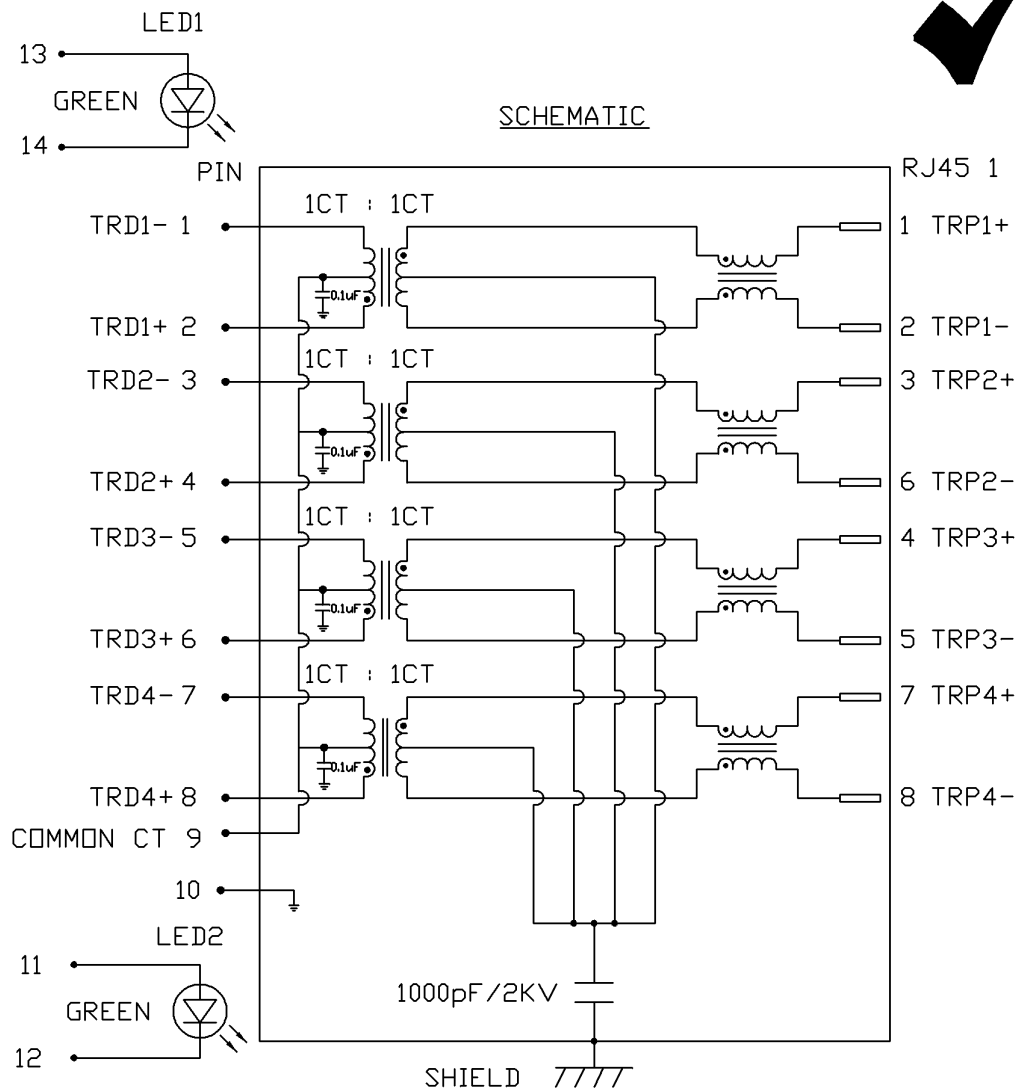 LED1
13
GREEN
14
SCHEMATIC
PIN
RJ45 1
1CT : 1CT
TRD1- 1
1 TRP1+
0.1uF
TRD1+ 2
2 TRP1-
1CT : 1CT
TRD2- 3
3 TRP2+
0.1uF
TRD2+ 4
6 TRP2-
1CT : 1CT
TRD3- 5
4 TRP3+
0.1uF
TRD3+ 6
5 TRP3-
1CT : 1CT
TRD4- 7
7 TRP4+
0.1uF
TRD4+ 8
8 TRP4-
COMMON CT 9
10
LED2
11
GREEN
1000pF/2KV
12
SHIELD